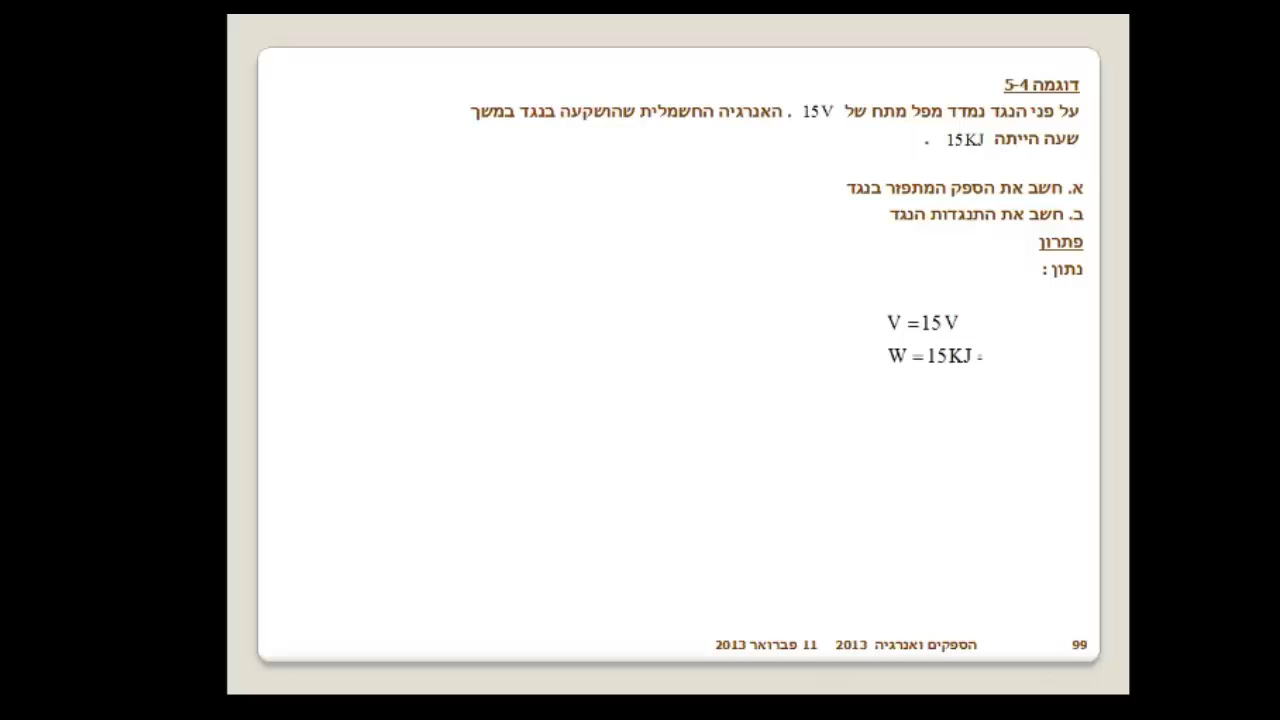 דוגמה 5-4
על פני הנגד נמדד מפל מתח של 15V . האנרגיה החשמלית שהושקעה בנגד במשך
שעה הייתה 15KJ .
א. חשב את הספק המתפזר בנגד
ב. חשב את התנגדות הנגד
פתרון
נתון :
V =15V
W =15KJ =
99 הספקים ואנרגיה 2013 11 פברואר 2013